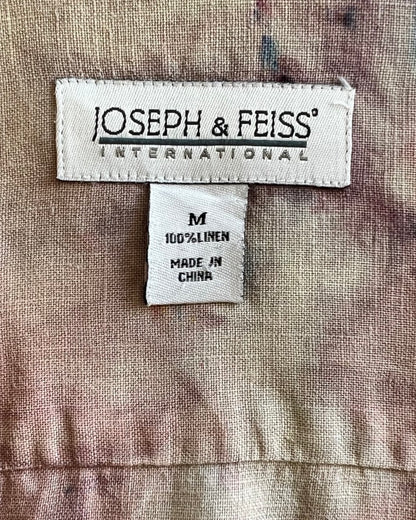 JOSEPH & FEISS®
INTERNATIONAL
M
100% LINEN
MADE IN
CHINA